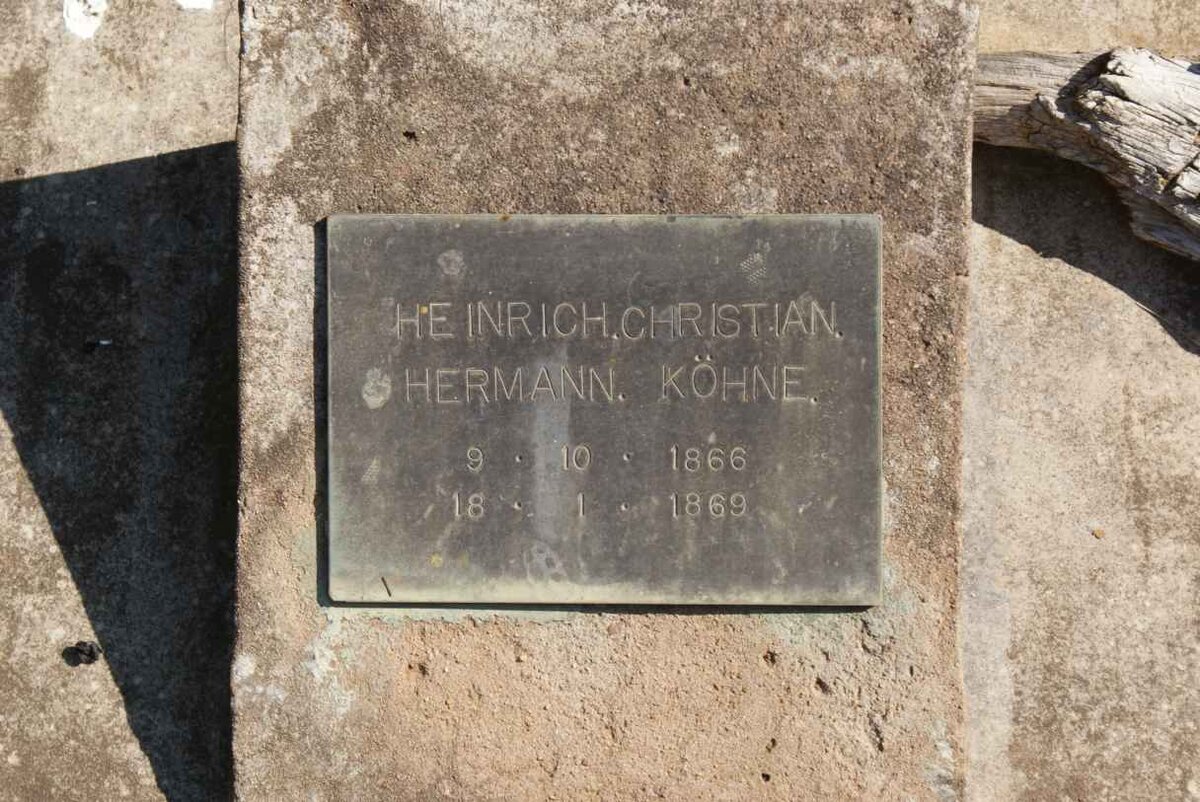 HEINRICH.CHRISTIAN.
HERMANN. KÖHNE.
9 · 10 · 1866
18 · 1 · 1869